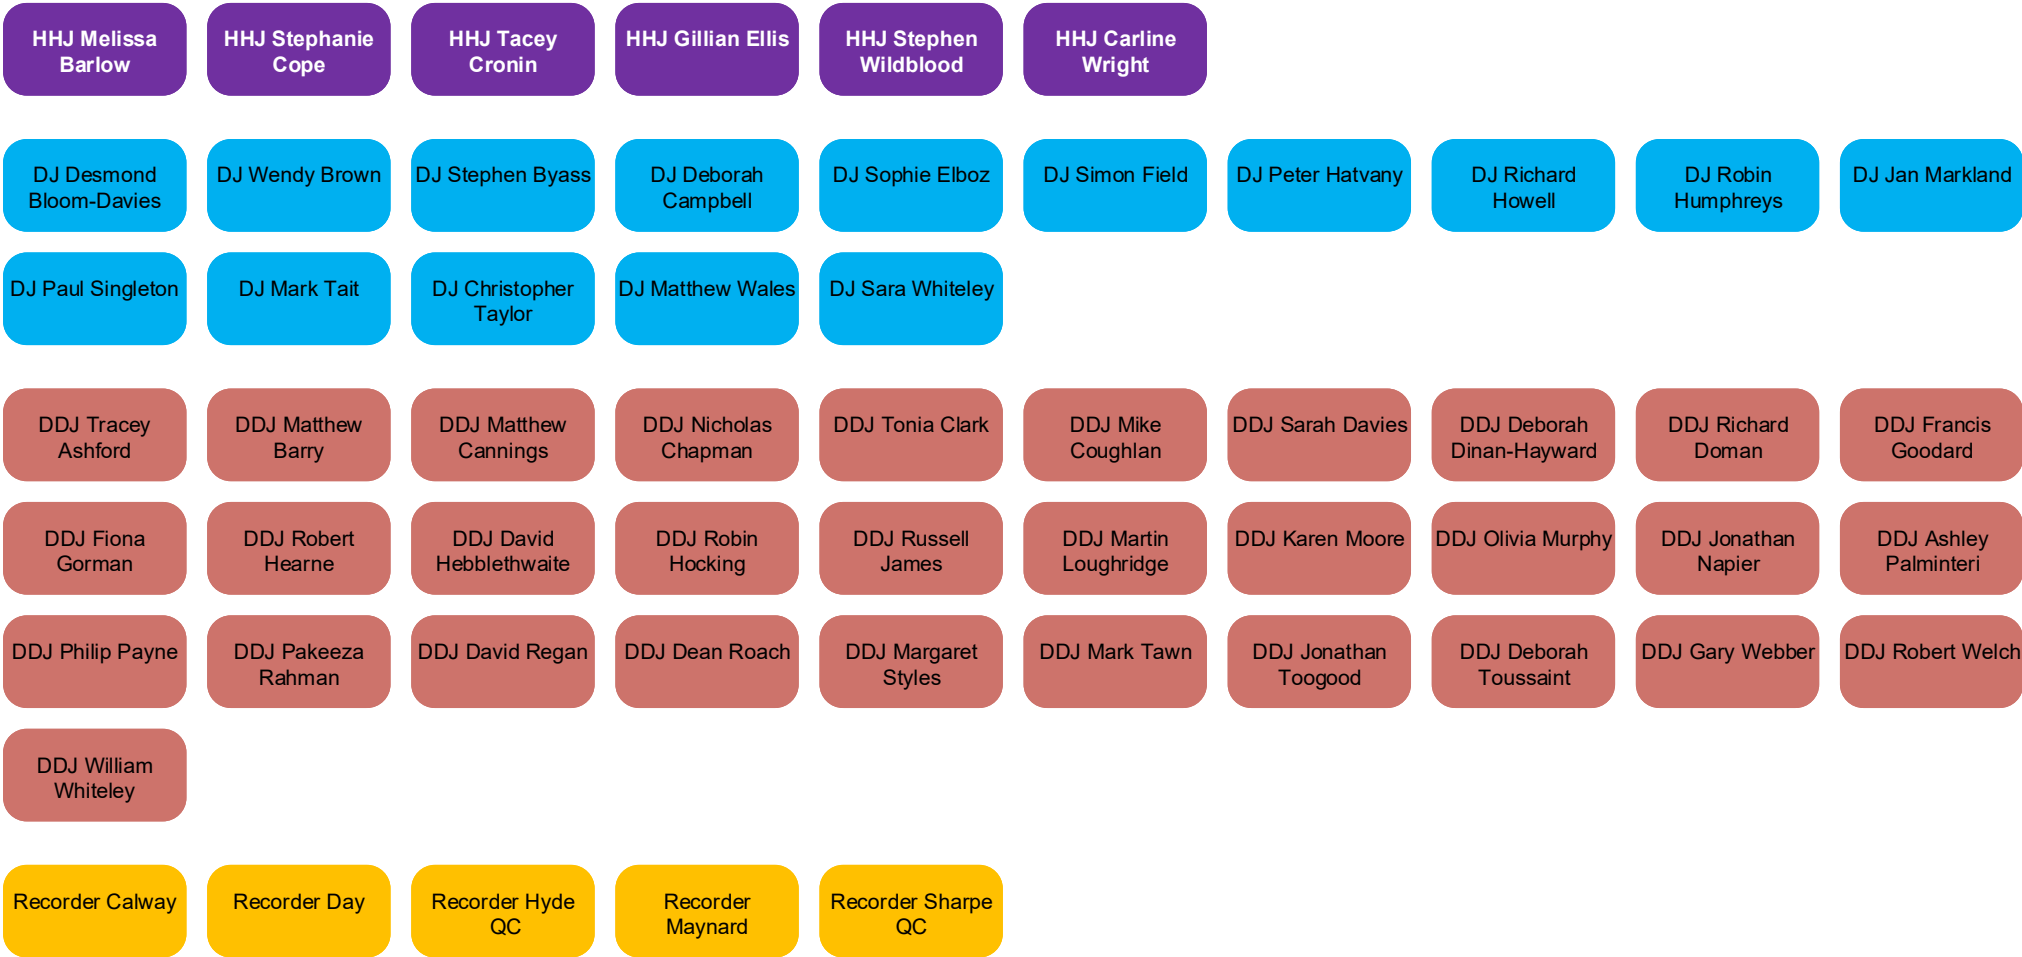 HHJ Melissa
Barlow
HHJ Stephanie
Cope
HHJ Tacey
Cronin
HHJ Gillian Ellis
HHJ Stephen
Wildblood
HHJ Carline
Wright
DJ Desmond
Bloom-Davies
DJ Wendy Brown
DJ Stephen Byass
DJ Deborah
Campbell
DJ Sophie Elboz
DJ Simon Field
DJ Peter Hatvany
DJ Richard
Howell
DJ Robin
Humphreys
DJ Jan Markland
DJ Paul Singleton
DJ Mark Tait
DJ Christopher
Taylor
DJ Matthew Wales
DJ Sara Whiteley
DDJ Tracey
Ashford
DDJ Matthew
Barry
DDJ Matthew
Cannings
DDJ Nicholas
Chapman
DDJ Tonia Clark
DDJ Mike
Coughlan
DDJ Sarah Davies
DDJ Deborah
Dinan-Hayward
DDJ Richard
Doman
DDJ Francis
Goodard
DDJ Fiona
Gorman
DDJ Robert
Hearne
DDJ David
Hebblethwaite
DDJ Robin
Hocking
DDJ Russell
James
DDJ Martin
Loughridge
DDJ Karen Moore
DDJ Olivia Murphy
DDJ Jonathan
Napier
DDJ Ashley
Palminteri
DDJ Philip Payne
DDJ Pakeeza
Rahman
DDJ David Regan
DDJ Dean Roach
DDJ Margaret
Styles
DDJ Mark Tawn
DDJ Jonathan
Toogood
DDJ Deborah
Toussaint
DDJ Gary Webber
DDJ Robert Welch
DDJ William
Whiteley
Recorder Calway
Recorder Day
Recorder Hyde
QC
Recorder
Maynard
Recorder Sharpe
QC